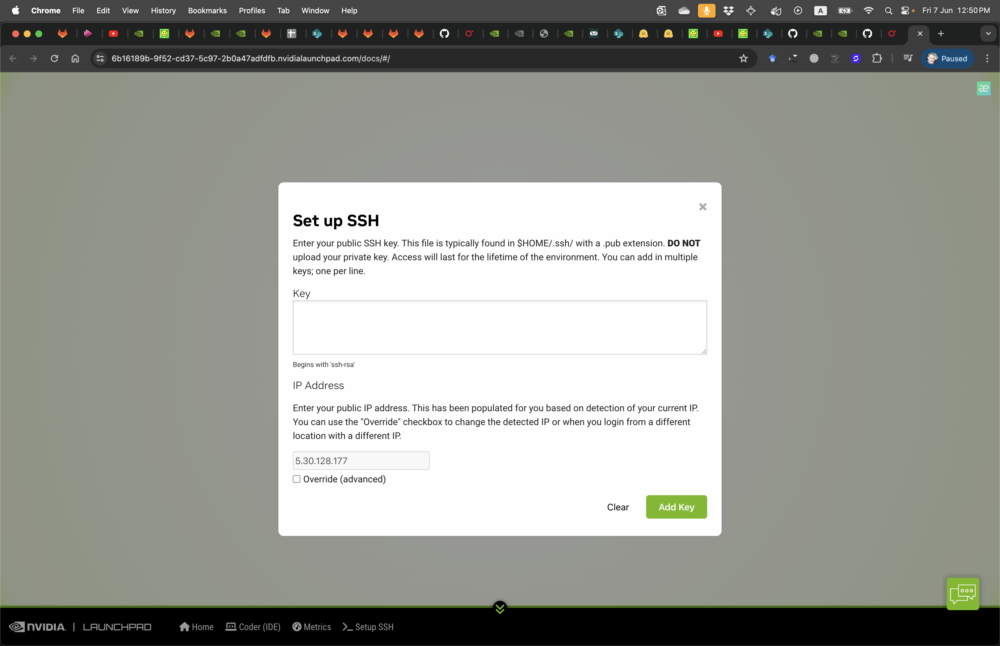 Chrome File Edit View History Bookmarks Profiles Tab Window Help A Fri 7 Jun 12:50 PM
6b16189b-9f52-cd37-5c97-2b0a47adfdfb.nvidialaunchpad.com/docs/#/ Paused
æ
Set up SSH
Enter your public SSH key. This file is typically found in $HOME/.ssh/ with a .pub extension. DO NOT
upload your private key. Access will last for the lifetime of the environment. You can add in multiple
keys; one per line.
Key
Begins with 'ssh-rsa'
IP Address
Enter your public IP address. This has been populated for you based on detection of your current IP.
You can use the "Override" checkbox to change the detected IP or when you login from a different
location with a different IP.
5.30.128.177
Override (advanced)
Clear Add Key
NVIDIA. | LAUNCHPAD Home Coder (IDE) Metrics Setup SSH